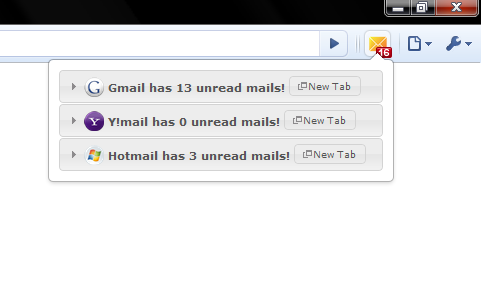 16
Gmail has 13 unread mails! New Tab
Y!mail has 0 unread mails! New Tab
Hotmail has 3 unread mails! New Tab